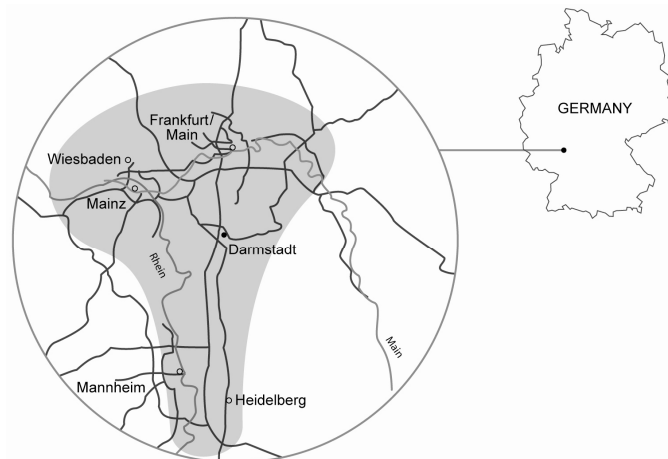 GERMANY
Frankfurt/
Main
Wiesbaden
Mainz
Darmstadt
Rhein
Main
Mannheim
Heidelberg